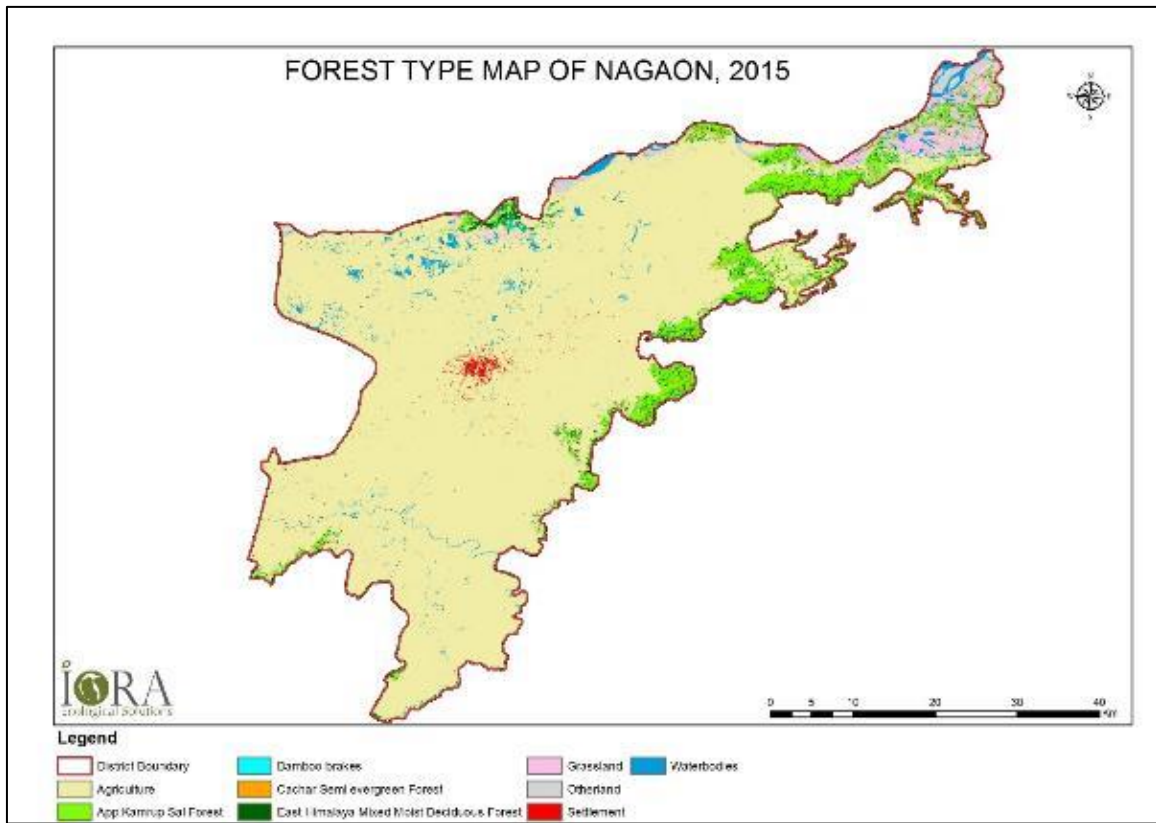 FOREST TYPE MAP OF NAGAON, 2015
N
S
iORA
Ecological Solutions
0 5 10 20 30 40
Km
Legend
District Boundary
Bamboo brakes
Grassland
Waterbodies
Agriculture
Cachar Semi evergreen Forest
Otherland
App Kamrup Sal Forest
East Himalaya Mixed Moist Deciduous Forest
Settlement